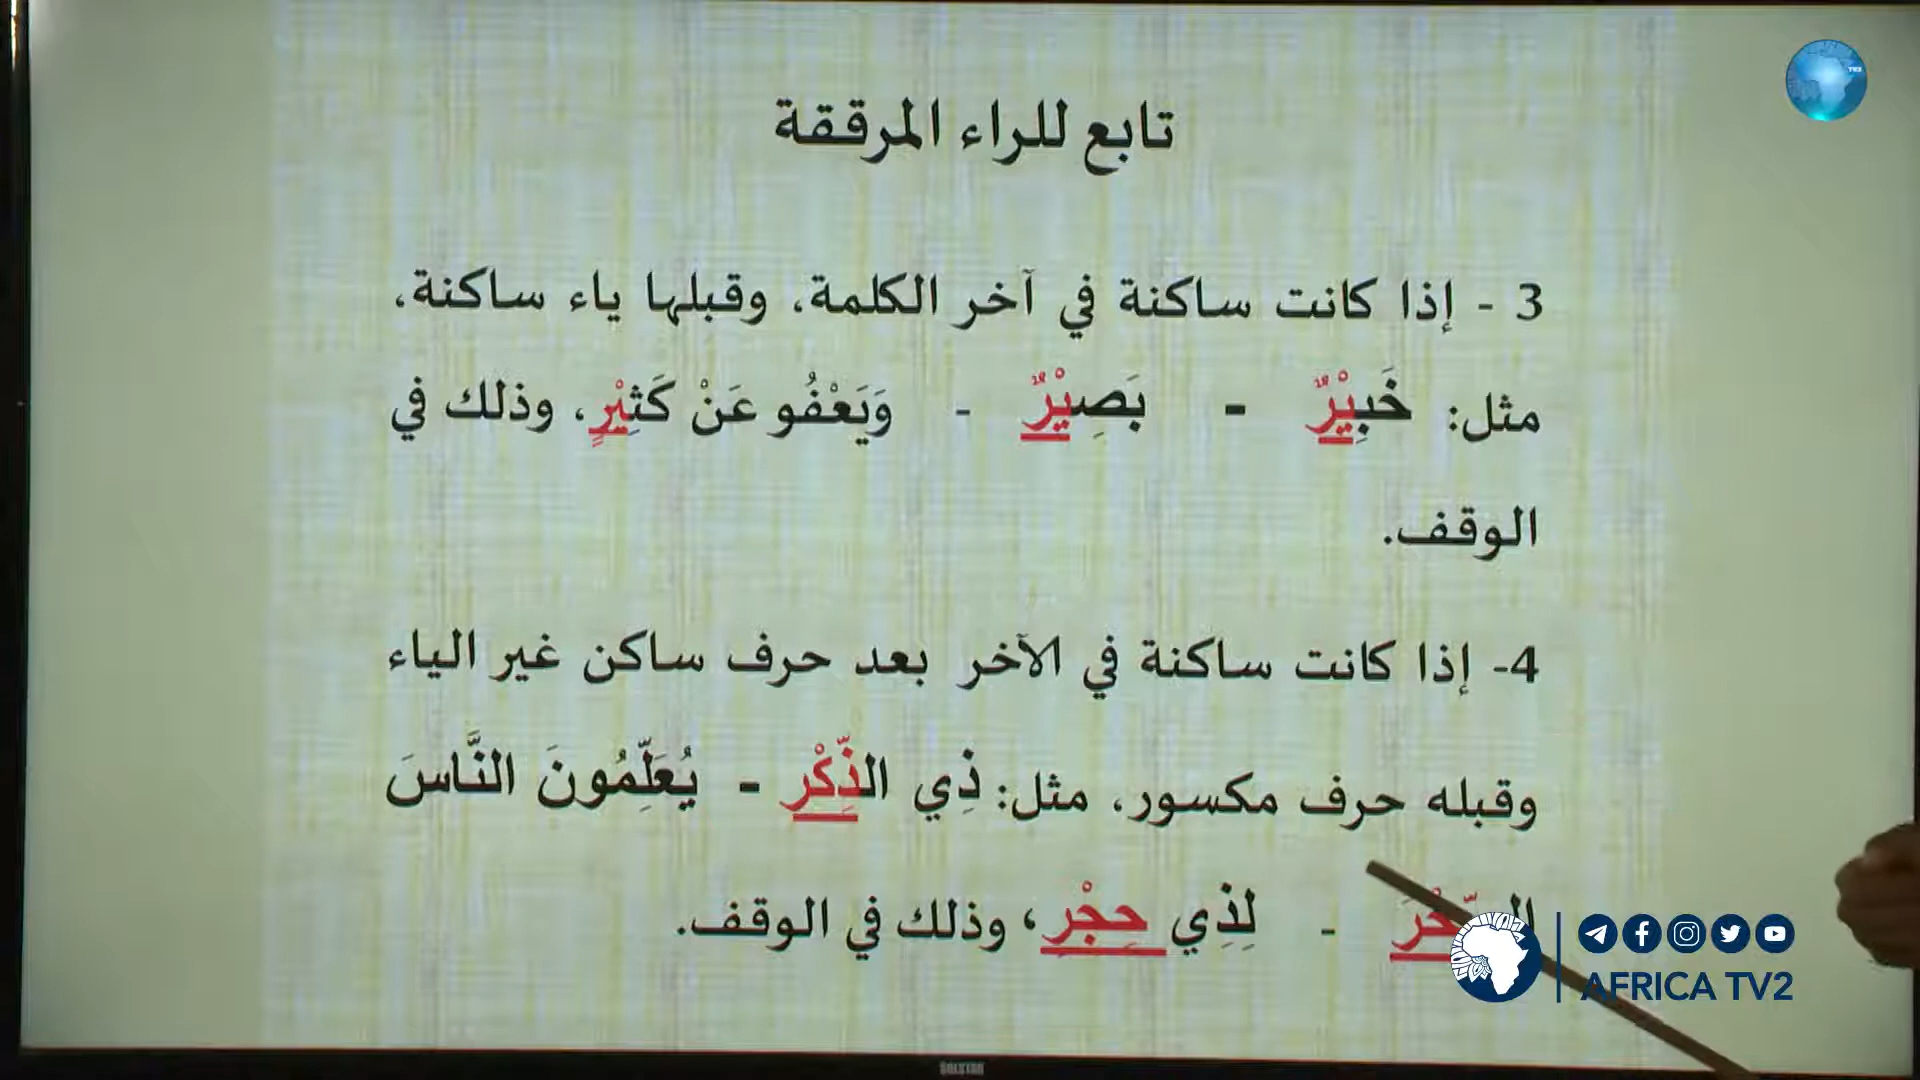 تابع للراء المرققة
3 - إذا كانت ساكنة في آخر الكلمة، وقبلها ياء ساكنة،
مثل: خَبِيْرٌ - بَصِيْرٌ - وَيَعْفُو عَنْ كَثِيْرٍ، وذلك في
الوقف.
4- إذا كانت ساكنة في الآخر بعد حرف ساكن غير الياء
وقبله حرف مكسور، مثل: ذِي الذِّكْرِ - يُعَلِّمُونَ النَّاسَ
- لِذِي حِجْرٍ، وذلك في الوقف.
AFRICA TV2
TV2